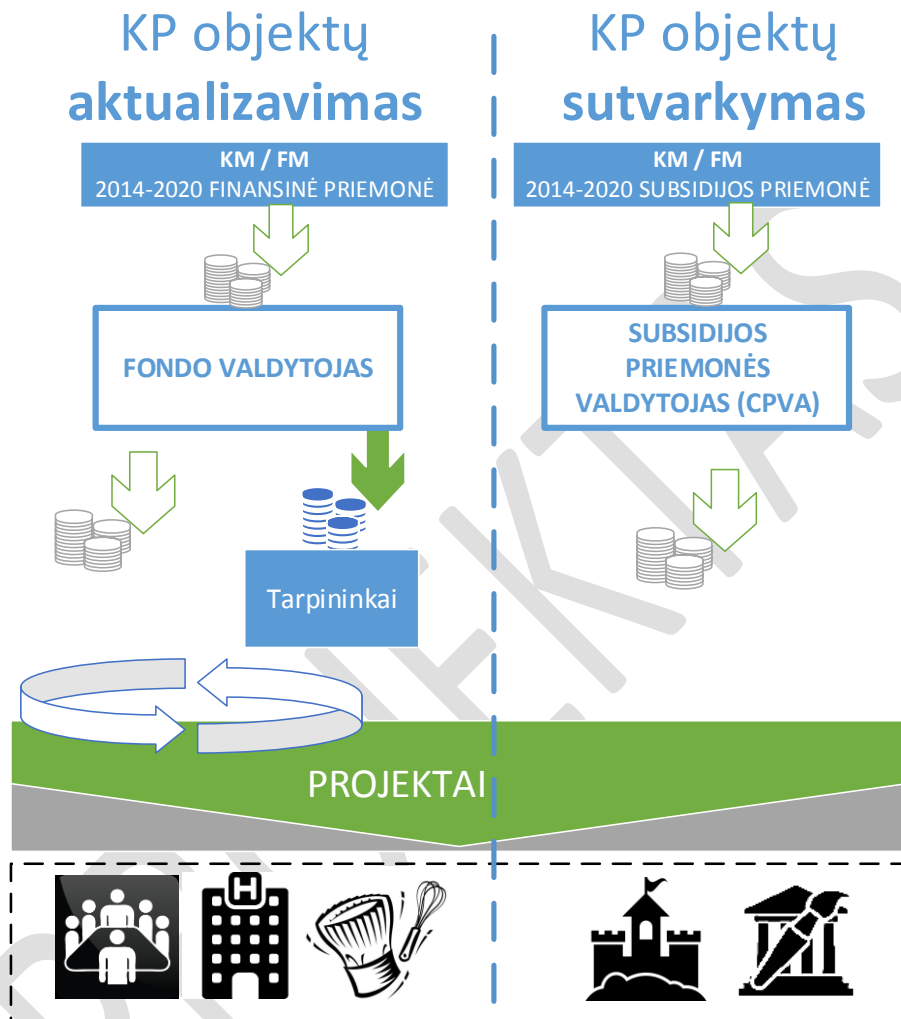 KP objektų
aktualizavimas
KM / FM
2014-2020 FINANSINĖ PRIEMONĖ
FONDO VALDYTOJAS
Tarpininkai
KP objektų
sutvarkymas
KM / FM
2014-2020 SUBSIDIJOS PRIEMONĖ
SUBSIDIJOS
PRIEMONĖS
VALDYTOJAS (CPVA)
PROJEKTAI
H